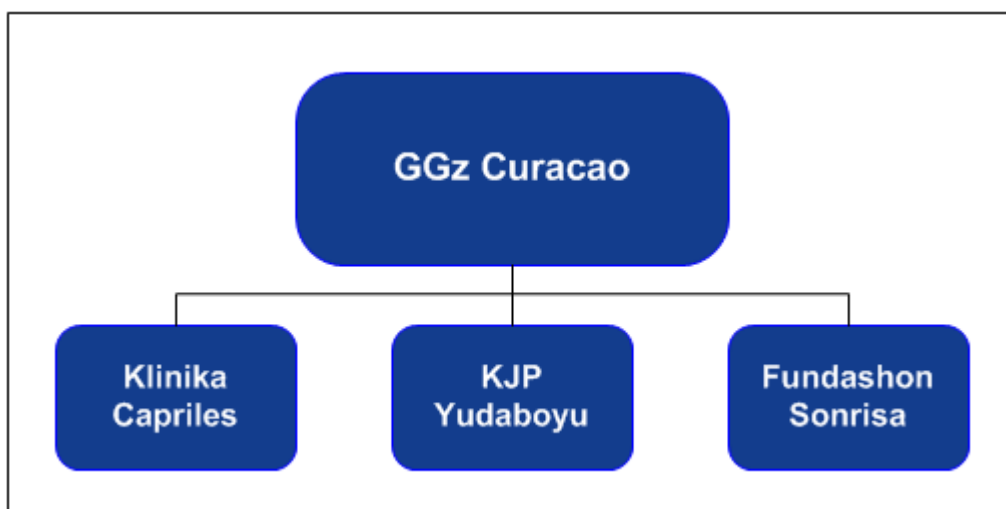 GGz Curacao
Klinika
Capriles
KJP
Yudaboyu
Fundashon
Sonrisa